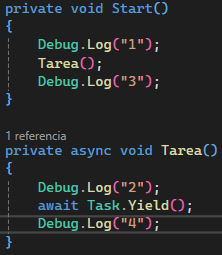 private void Start()
{
    Debug.Log("1");
    Tarea();
    Debug.Log("3");
}
1 referencia
private async void Tarea()
{
    Debug.Log("2");
    await Task.Yield();
    Debug.Log("4");
}